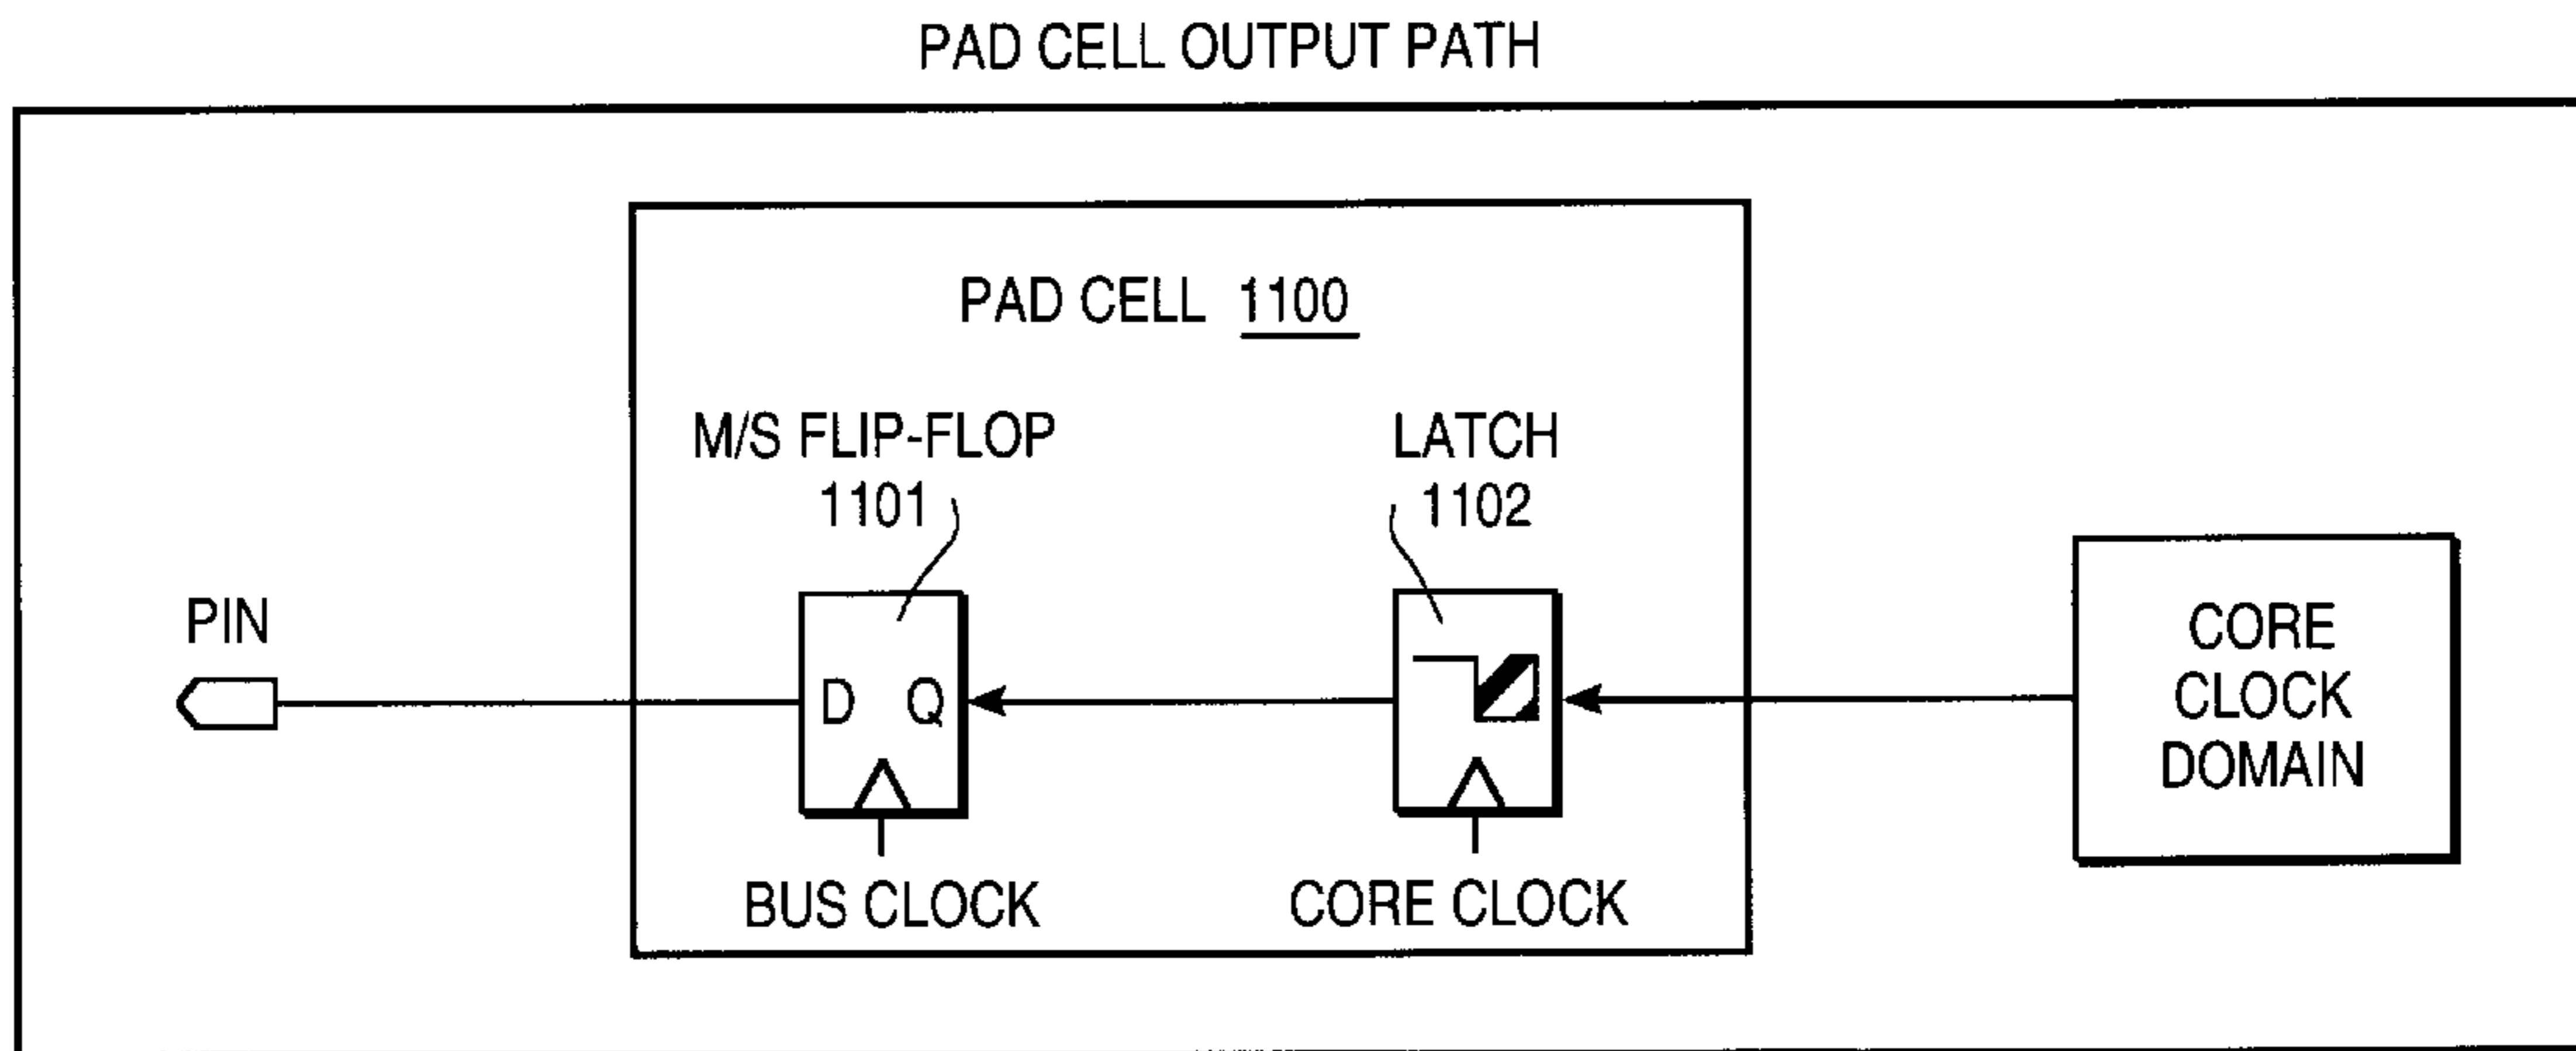 PAD CELL OUTPUT PATH
PAD CELL 1100
M/S FLIP-FLOP
1101
LATCH
1102
PIN
D Q
CORE
CLOCK
DOMAIN
BUS CLOCK
CORE CLOCK